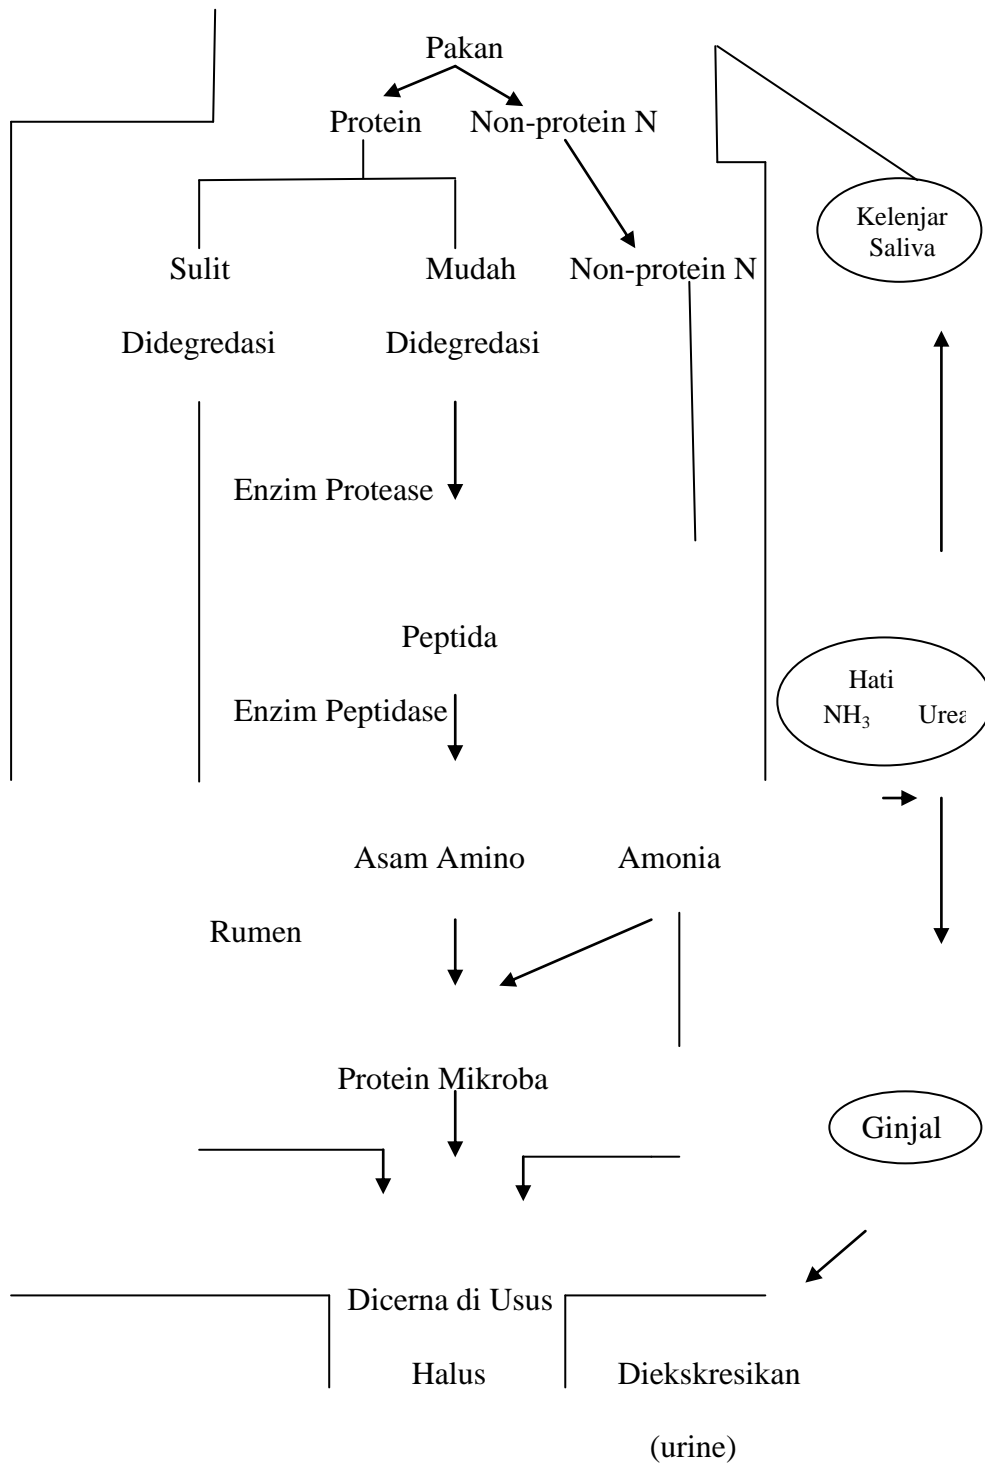 Pakan
Protein Non-protein N
Kelenjar
Saliva
Sulit Mudah Non-protein N
Didegredasi Didegredasi
Enzim Protease
Peptida
Enzim Peptidase
Hati
NH₃ Urea
Asam Amino Amonia
Rumen
Protein Mikroba
Ginjal
Dicerna di Usus
Halus Diekskresikan
(urine)